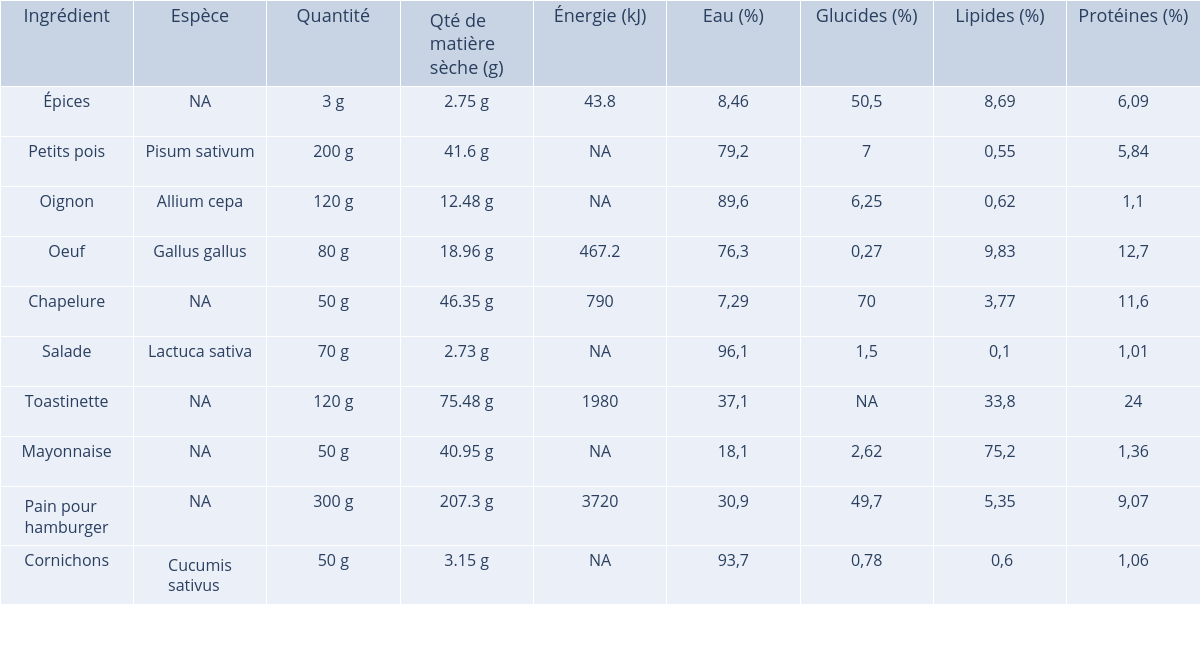 Ingrédient Espèce Quantité Qté de matière sèche (g) Énergie (kJ) Eau (%) Glucides (%) Lipides (%) Protéines (%)
Épices NA 3 g 2.75 g 43.8 8,46 50,5 8,69 6,09
Petits pois Pisum sativum 200 g 41.6 g NA 79,2 7 0,55 5,84
Oignon Allium cepa 120 g 12.48 g NA 89,6 6,25 0,62 1,1
Oeuf Gallus gallus 80 g 18.96 g 467.2 76,3 0,27 9,83 12,7
Chapelure NA 50 g 46.35 g 790 7,29 70 3,77 11,6
Salade Lactuca sativa 70 g 2.73 g NA 96,1 1,5 0,1 1,01
Toastinette NA 120 g 75.48 g 1980 37,1 NA 33,8 24
Mayonnaise NA 50 g 40.95 g NA 18,1 2,62 75,2 1,36
Pain pour hamburger NA 300 g 207.3 g 3720 30,9 49,7 5,35 9,07
Cornichons Cucumis sativus 50 g 3.15 g NA 93,7 0,78 0,6 1,06